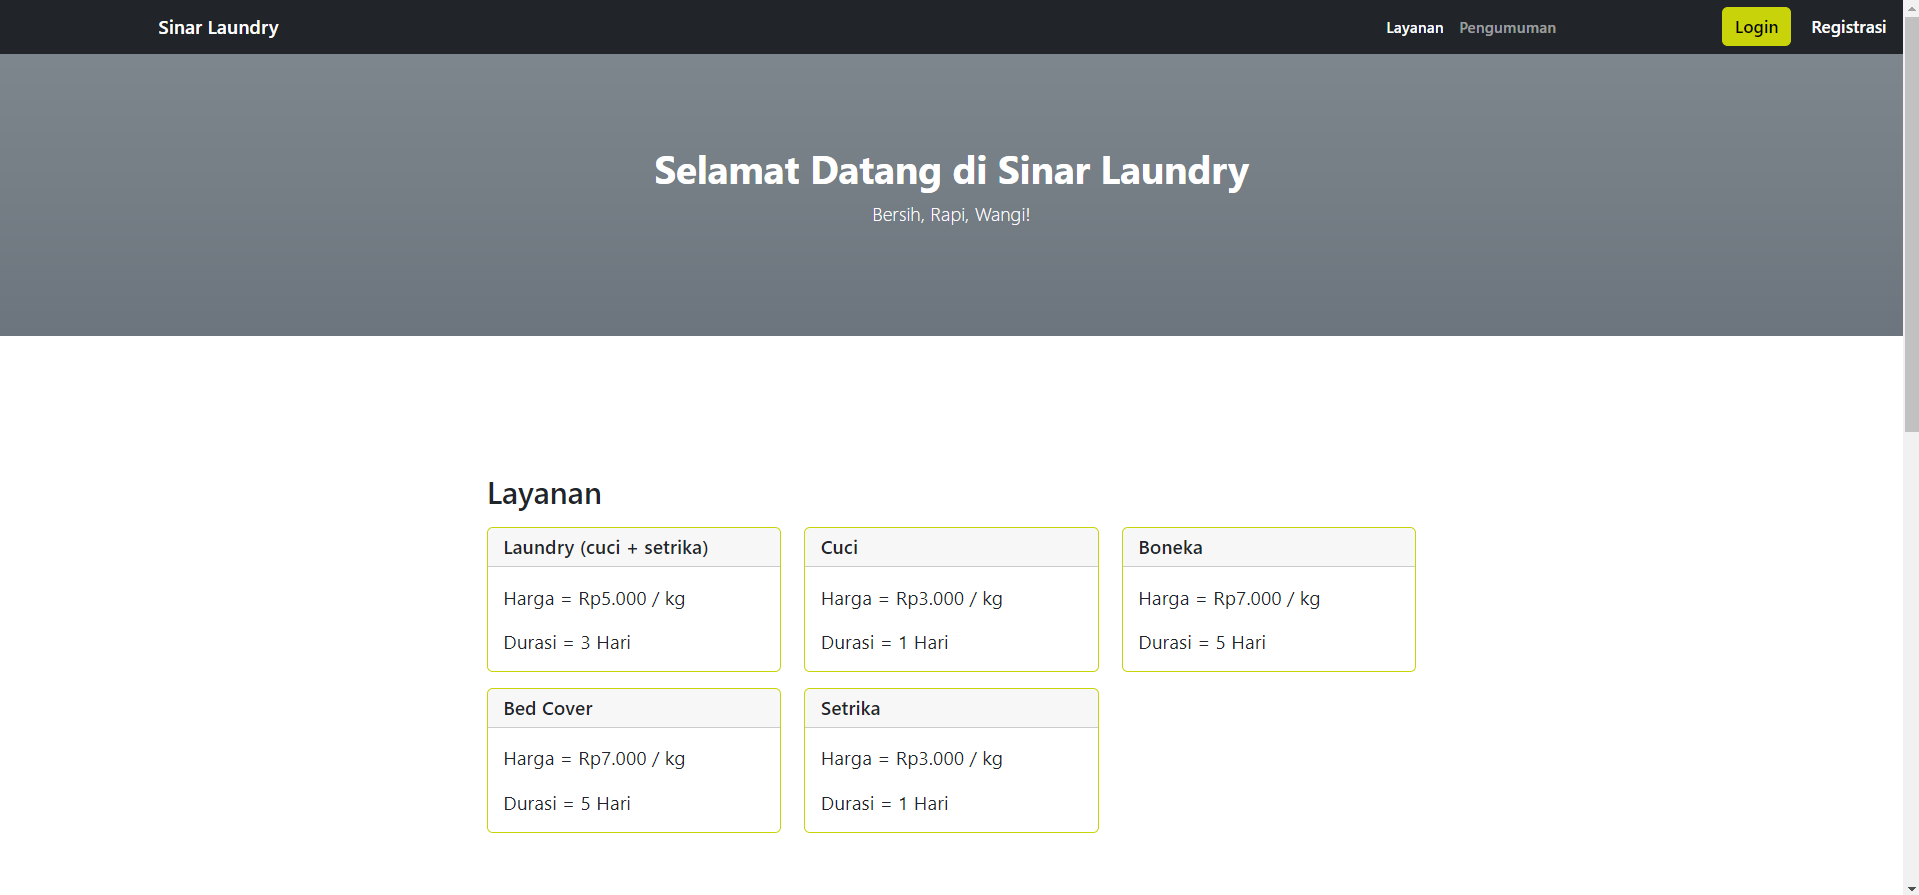 Sinar Laundry
Layanan Pengumuman
Login
Registrasi
Selamat Datang di Sinar Laundry
Bersih, Rapi, Wangi!
Layanan
Laundry (cuci + setrika)
Harga = Rp5.000 / kg
Durasi = 3 Hari
Cuci
Harga = Rp3.000 / kg
Durasi = 1 Hari
Boneka
Harga = Rp7.000 / kg
Durasi = 5 Hari
Bed Cover
Harga = Rp7.000 / kg
Durasi = 5 Hari
Setrika
Harga = Rp3.000 / kg
Durasi = 1 Hari